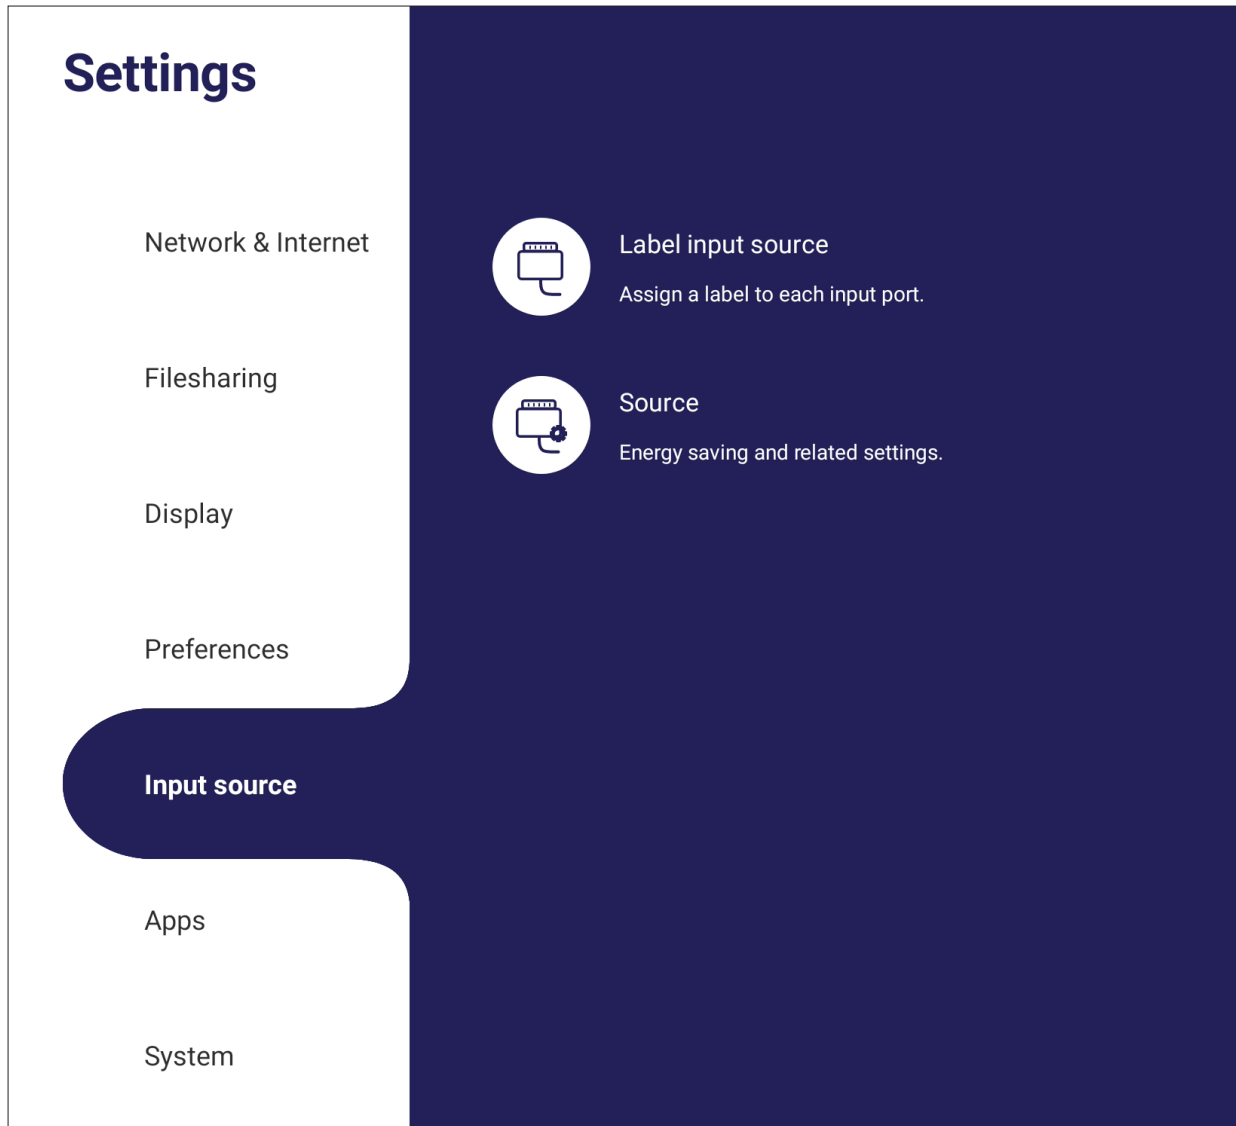 Settings
Network & Internet
Filesharing
Display
Preferences
Input source
Apps
System
Label input source
Assign a label to each input port.
Source
Energy saving and related settings.